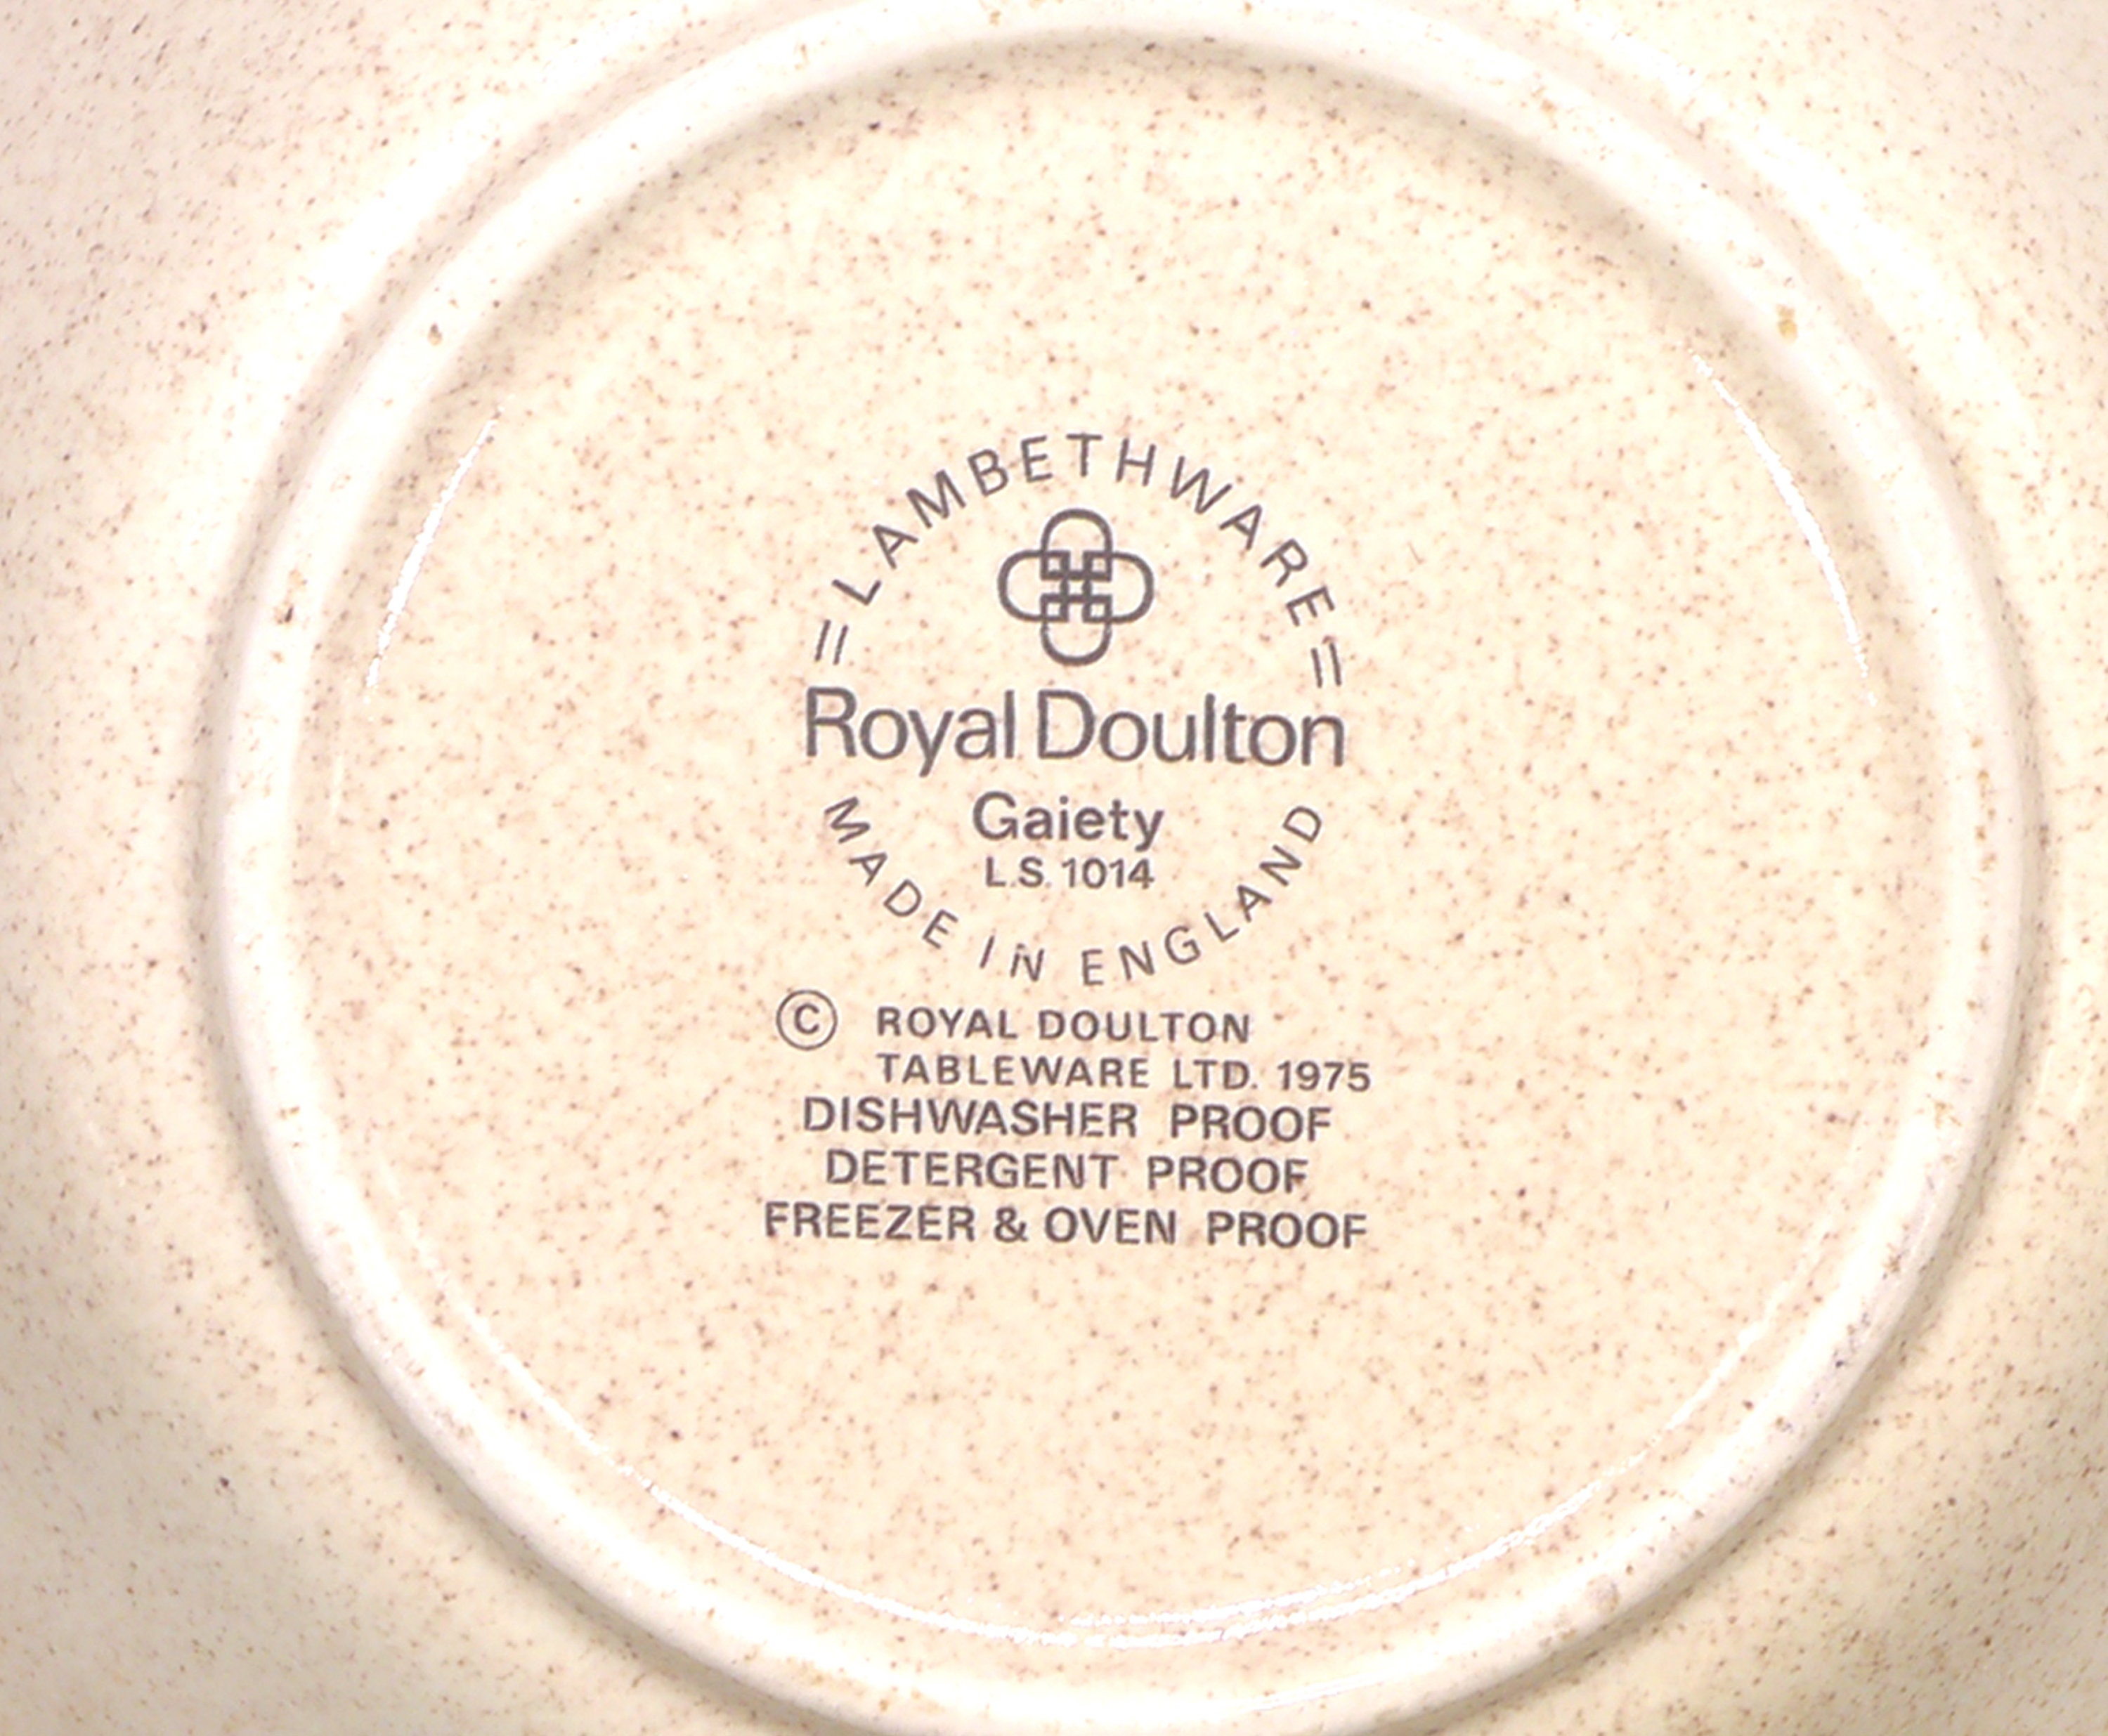 =LAMBETHWARE=
Royal Doulton
Gaiety
L.S. 1014
MADE IN ENGLAND
© ROYAL DOULTON
TABLEWARE LTD. 1975
DISHWASHER PROOF
DETERGENT PROOF
FREEZER & OVEN PROOF